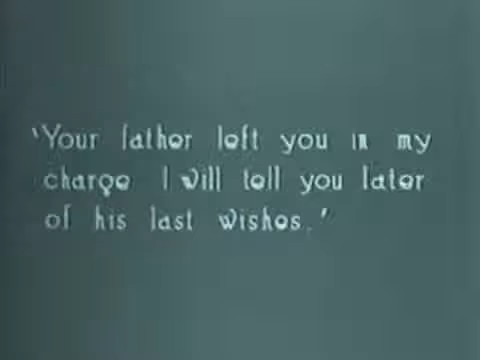 'Your father left you in my
charge I will tell you later
of his last wishes.'